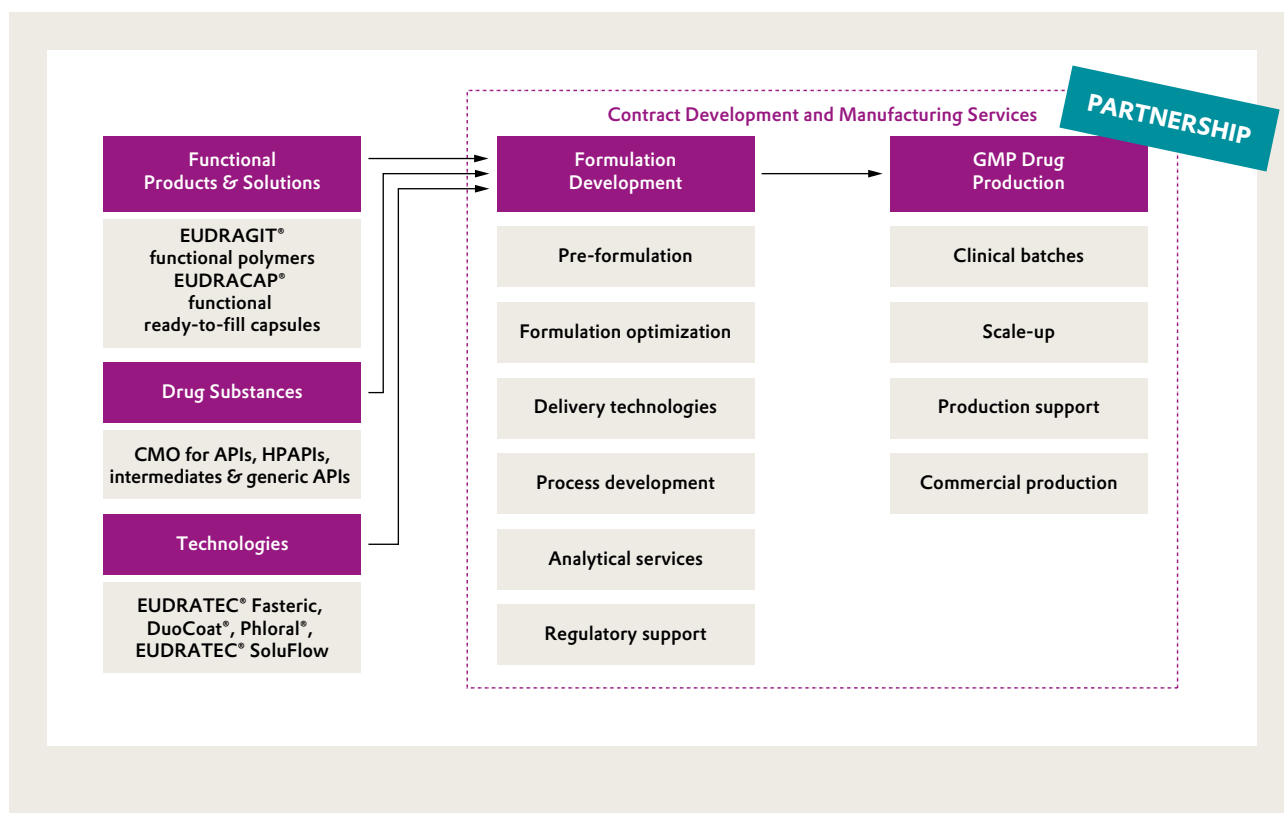 PARTNERSHIP
Contract Development and Manufacturing Services
Functional
Products & Solutions
EUDRAGIT®
functional polymers
EUDRACAP®
functional
ready-to-fill capsules
Drug Substances
CMO for APIs, HPAPIs,
intermediates & generic APIs
Technologies
EUDRATEC® Fasteric,
DuoCoat®, Phloral®,
EUDRATEC® SoluFlow
Formulation
Development
Pre-formulation
Formulation optimization
Delivery technologies
Process development
Analytical services
Regulatory support
GMP Drug
Production
Clinical batches
Scale-up
Production support
Commercial production